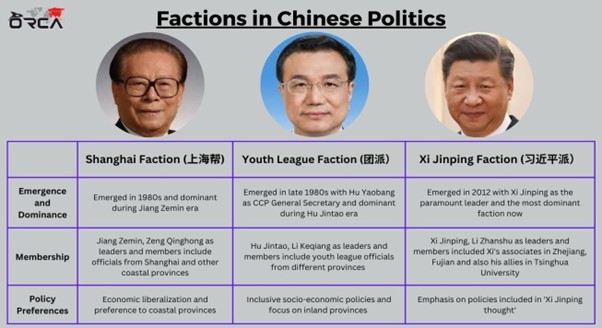 ORCA
Factions in Chinese Politics
Shanghai Faction (上海帮)
Youth League Faction (团派)
Xi Jinping Faction (习近平派)
Emergence
and
Dominance
Emerged in 1980s and dominant
during Jiang Zemin era
Emerged in late 1980s with Hu Yaobang
as CCP General Secretary and dominant
during Hu Jintao era
Emerged in 2012 with Xi Jinping as the
paramount leader and the most dominant
faction now
Membership
Jiang Zemin, Zeng Qinghong as
leaders and members include
officials from Shanghai and other
coastal provinces
Hu Jintao, Li Keqiang as leaders and
members include youth league officials
from different provinces
Xi Jinping, Li Zhanshu as leaders and
members included Xi's associates in Zhejiang,
Fujian and also his allies in Tsinghua
University
Policy
Preferences
Economic liberalization and
preference to coastal provinces
Inclusive socio-economic policies and
focus on inland provinces
Emphasis on policies included in 'Xi Jinping
thought'